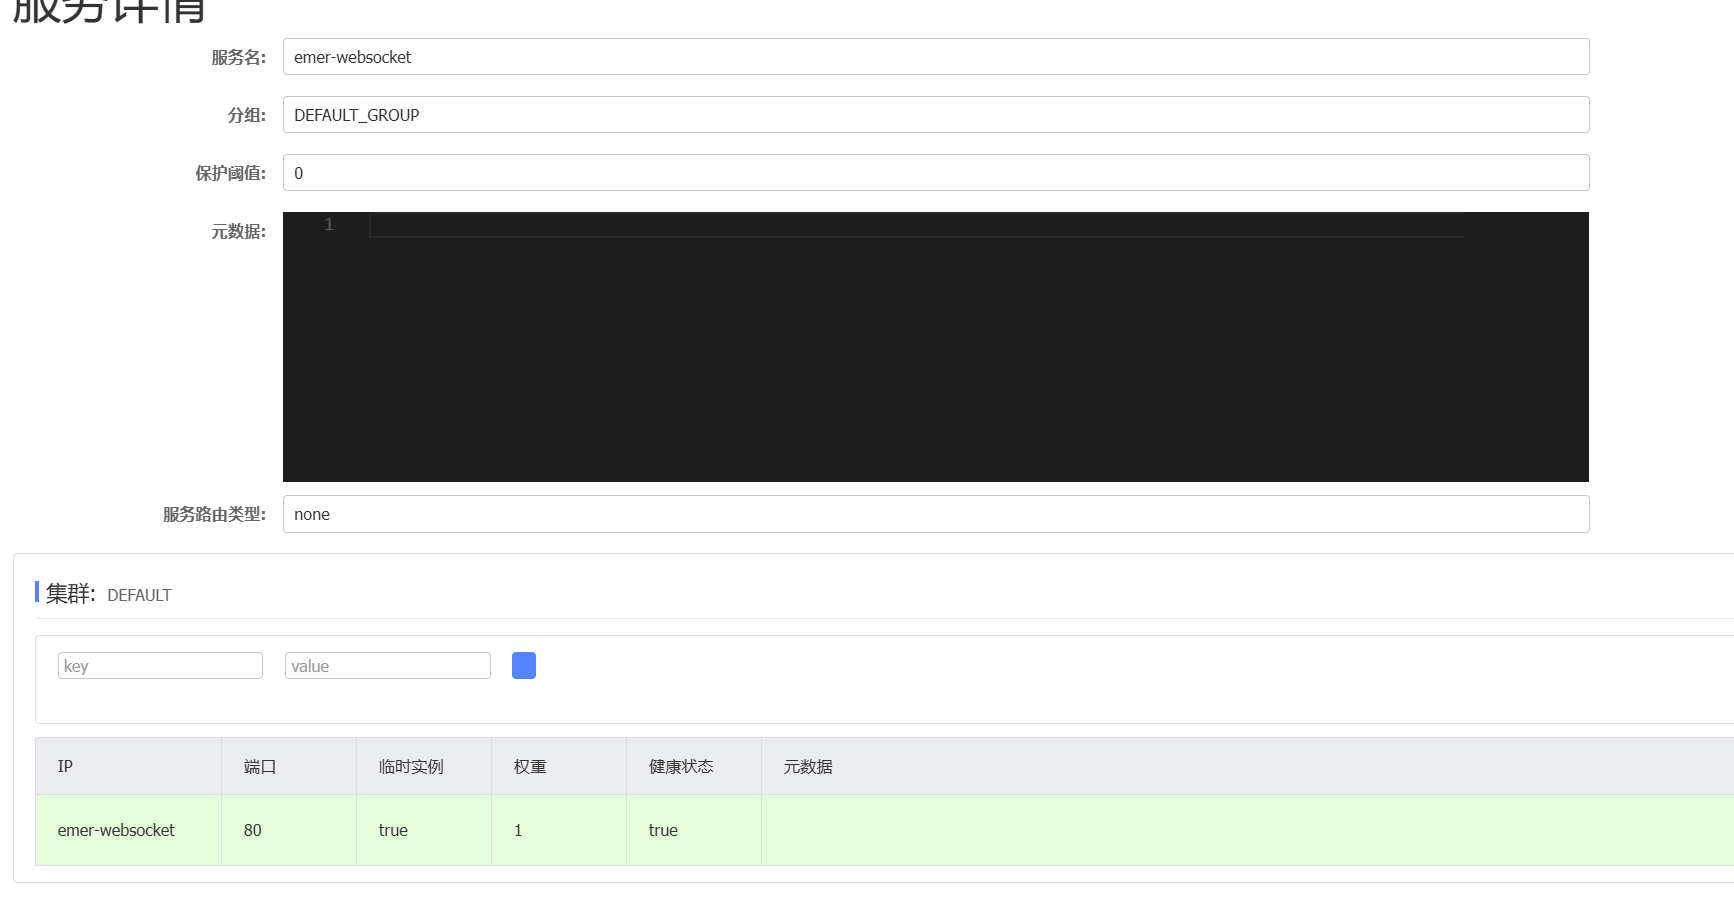 服务详情
服务名: emer-websocket
分组: DEFAULT_GROUP
保护阈值: 0
元数据: 1
服务路由类型: none
集群: DEFAULT
key value
IP 端口 临时实例 权重 健康状态 元数据
emer-websocket 80 true 1 true